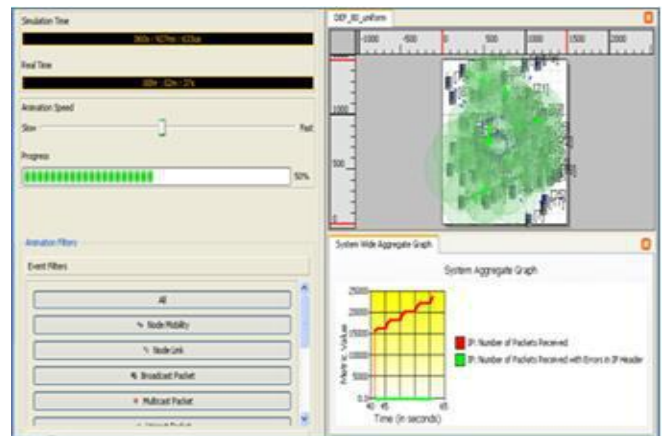 Simulation Time
Real Time
Animation Speed
Slow
Fast
Progress
50%
Animation Filters
Event Filters
All
Node Mobility
Node Link
Broadcast Packet
Multicast Packet
DEF_80_uniform
-1000 -500 0 500 1000 1500 2000
1000
500
0
System Wide Aggregate Graph
System Aggregate Graph
Metric Value
25000
20000
15000
10000
5000
0.0
40 45 65
Time (in seconds)
IP: Number of Packets Received
IP: Number of Packets Received with Errors in IP Header